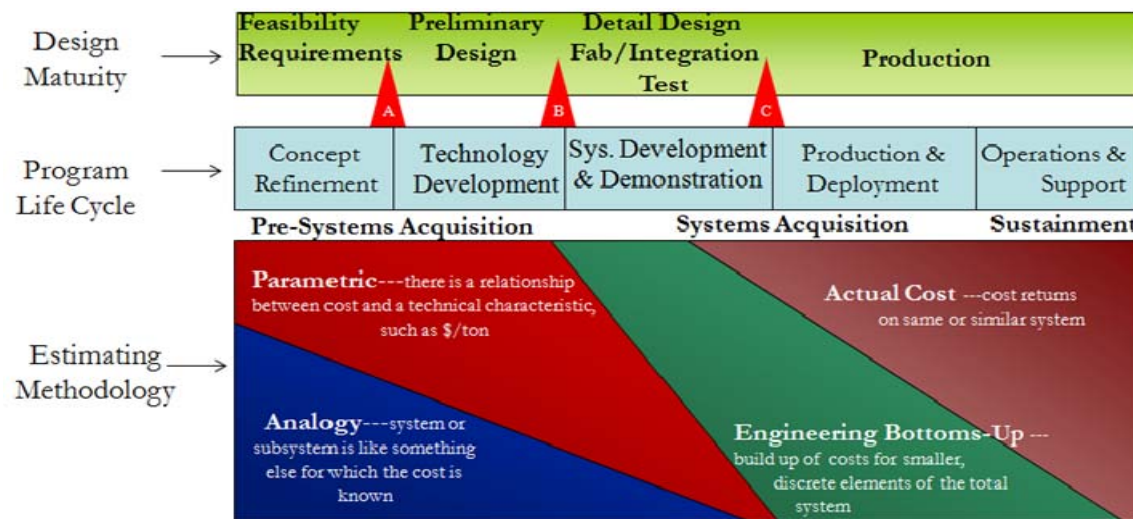 Design
Maturity
Feasibility
Requirements
Preliminary
Design
Detail Design
Fab/Integration
Test
Production
A
B
C
Program
Life Cycle
Concept
Refinement
Technology
Development
Sys. Development
& Demonstration
Production &
Deployment
Operations &
Support
Pre-Systems Acquisition
Systems Acquisition
Sustainment
Estimating
Methodology
Parametric---there is a relationship
between cost and a technical characteristic,
such as $/ton
Actual Cost ---cost returns
on same or similar system
Analogy---system or
subsystem is like something
else for which the cost is
known
Engineering Bottoms-Up ---
build up of costs for smaller,
discrete elements of the total
system